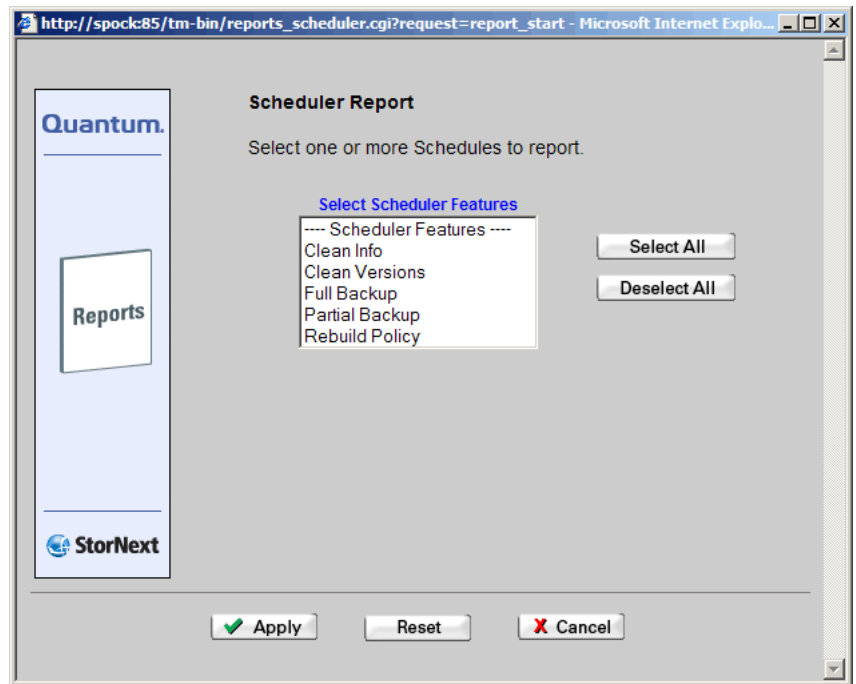 http://spock:85/tm-bin/reports_scheduler.cgi?request=report_start - Microsoft Internet Explo...
Quantum.
Reports
StorNext
Scheduler Report
Select one or more Schedules to report.
Select Scheduler Features
---- Scheduler Features ----
Clean Info
Clean Versions
Full Backup
Partial Backup
Rebuild Policy
Select All
Deselect All
Apply
Reset
Cancel